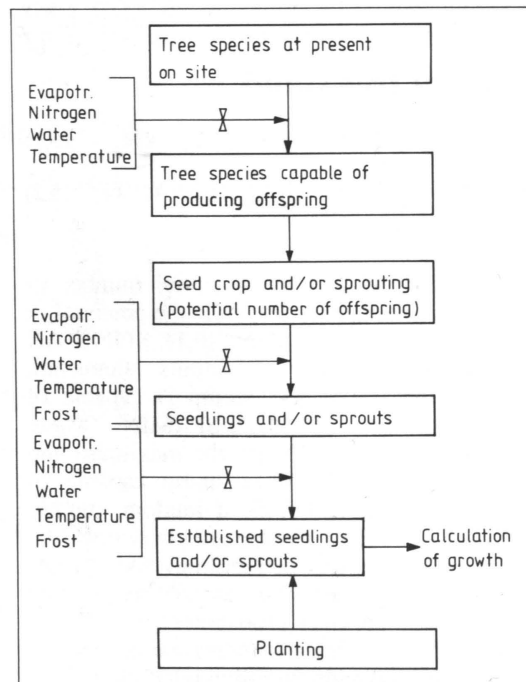 Tree species at present
on site
Evapotr.
Nitrogen
Water
Temperature
Tree species capable of
producing offspring
Seed crop and/or sprouting
(potential number of offspring)
Evapotr.
Nitrogen
Water
Temperature
Frost
Seedlings and/or sprouts
Evapotr.
Nitrogen
Water
Temperature
Frost
Established seedlings
and/or sprouts
Calculation
of growth
Planting